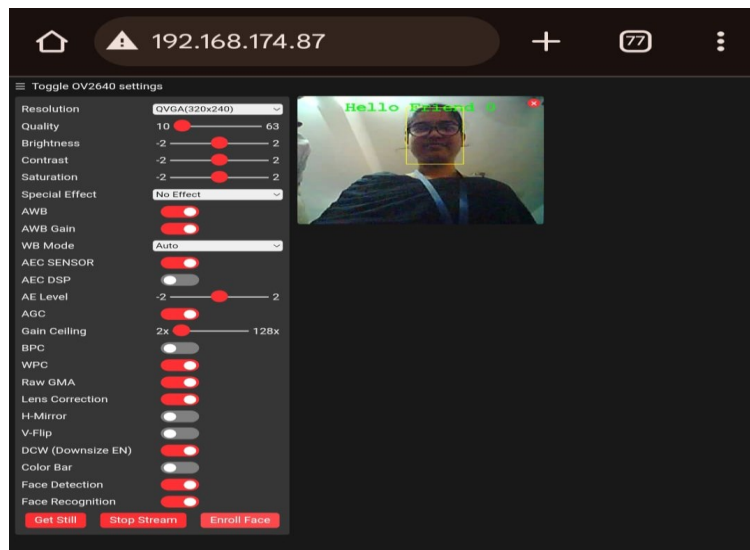 192.168.174.87
77
Toggle OV2640 settings
Resolution QVGA(320x240)
Quality 10 63
Brightness -2 2
Contrast -2 2
Saturation -2 2
Special Effect No Effect
AWB
AWB Gain
WB Mode Auto
AEC SENSOR
AEC DSP
AE Level -2 2
AGC
Gain Ceiling 2x 128x
BPC
WPC
Raw GMA
Lens Correction
H-Mirror
V-Flip
DCW (Downsize EN)
Color Bar
Face Detection
Face Recognition
Get Still Stop Stream Enroll Face
Hello Friend